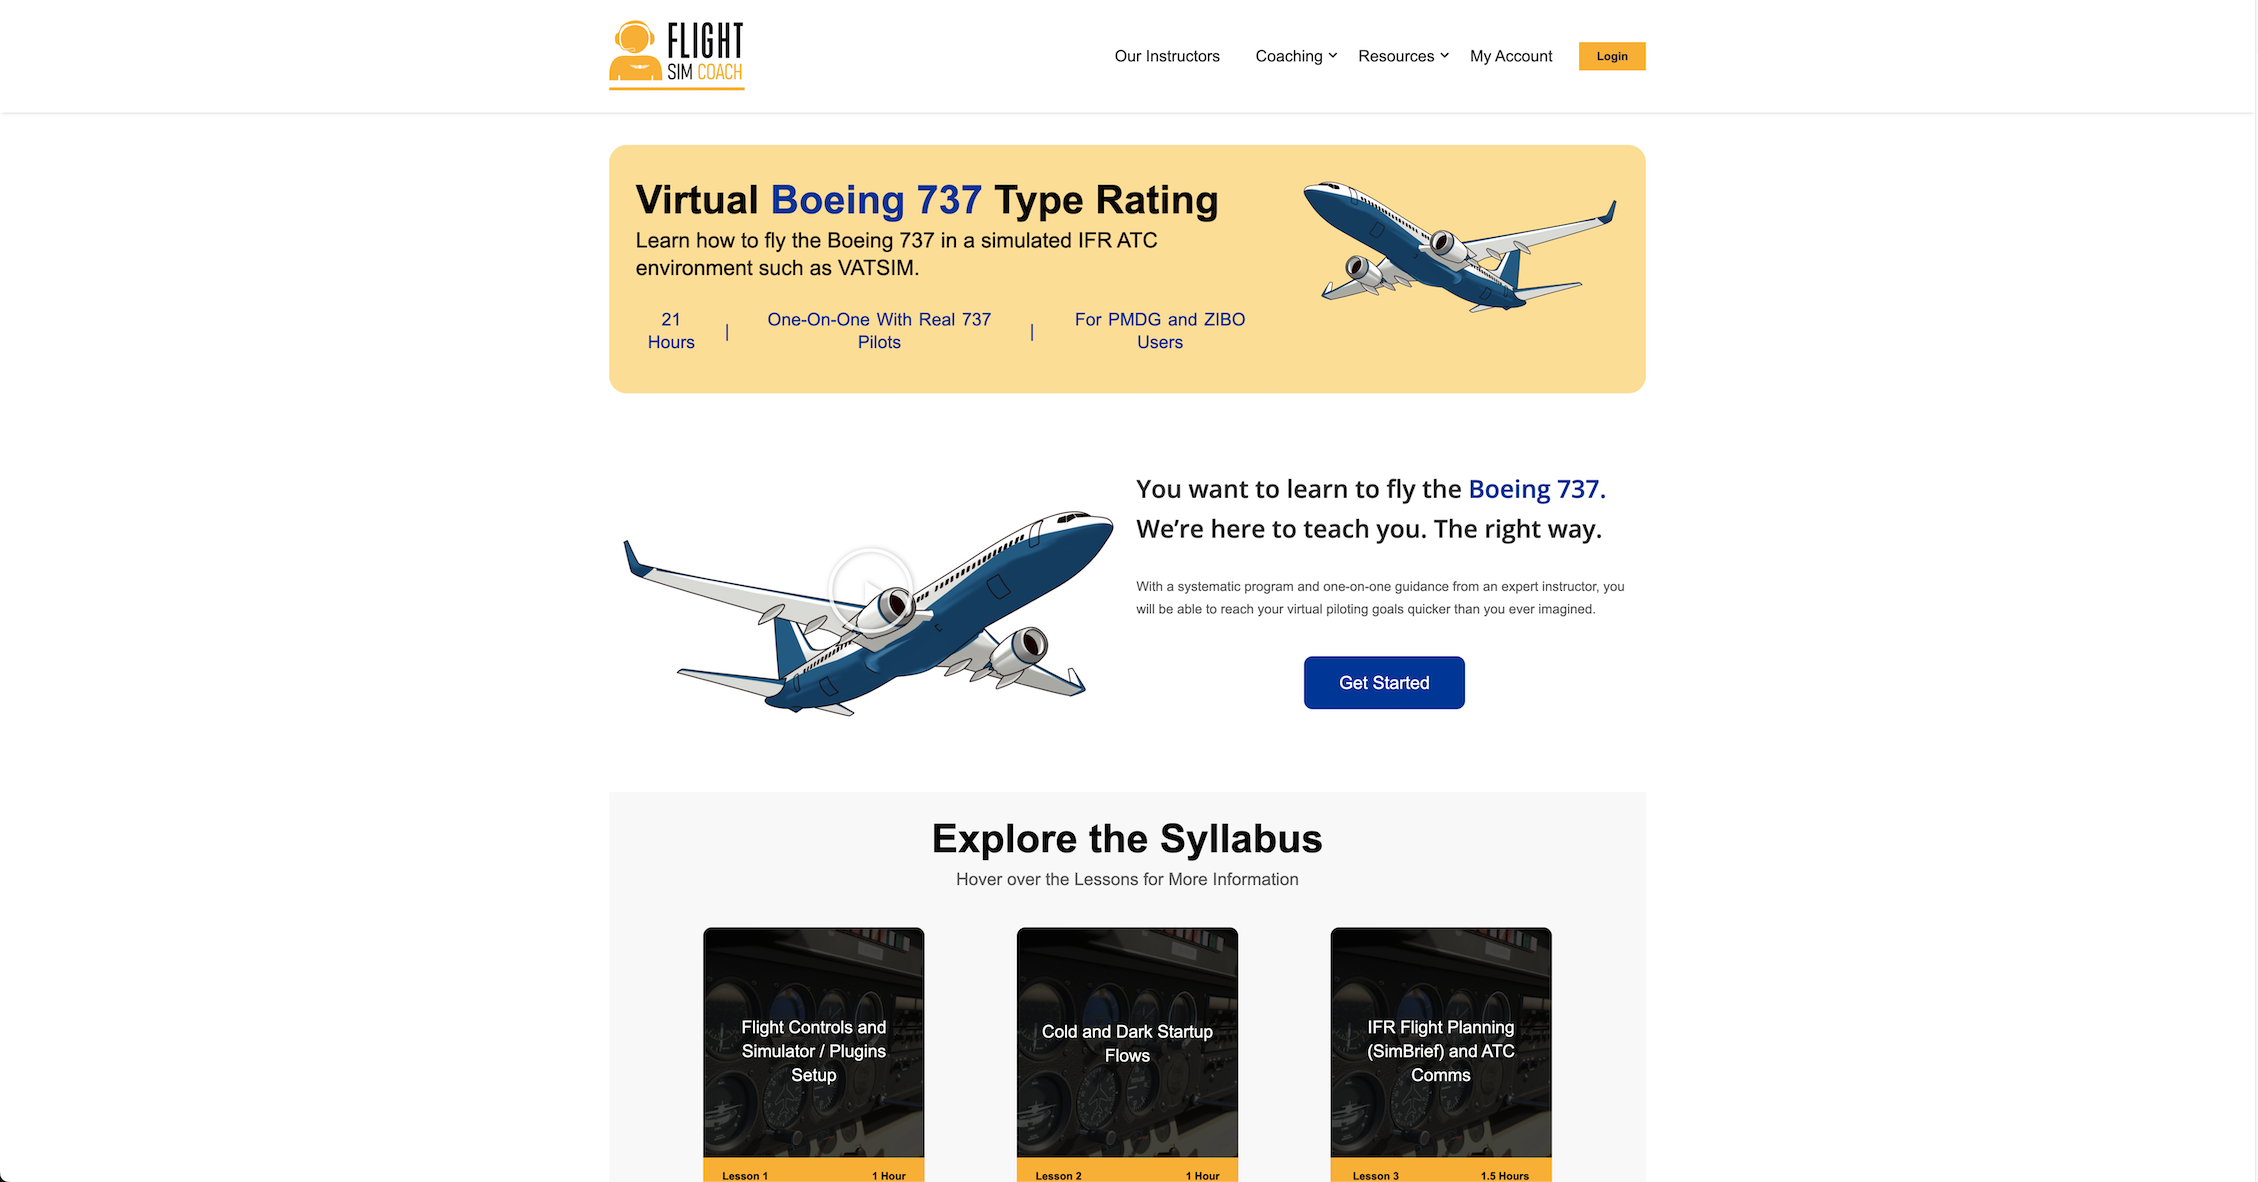 FLIGHT
SIM COACH
Our Instructors
Coaching
Resources
My Account
Login
Virtual Boeing 737 Type Rating
Learn how to fly the Boeing 737 in a simulated IFR ATC
environment such as VATSIM.
21
Hours
|
One-On-One With Real 737
Pilots
|
For PMDG and ZIBO
Users
You want to learn to fly the Boeing 737.
We’re here to teach you. The right way.
With a systematic program and one-on-one guidance from an expert instructor, you
will be able to reach your virtual piloting goals quicker than you ever imagined.
Get Started
Explore the Syllabus
Hover over the Lessons for More Information
Flight Controls and
Simulator / Plugins
Setup
Lesson 1
1 Hour
Cold and Dark Startup
Flows
Lesson 2
1 Hour
IFR Flight Planning
(SimBrief) and ATC
Comms
Lesson 3
1.5 Hours